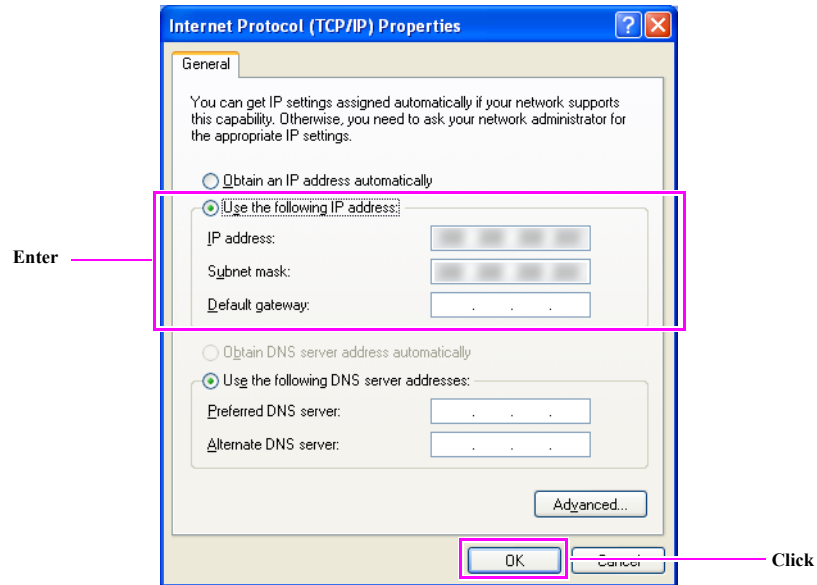 Internet Protocol (TCP/IP) Properties
General
You can get IP settings assigned automatically if your network supports
this capability. Otherwise, you need to ask your network administrator for
the appropriate IP settings.
Obtain an IP address automatically
Use the following IP address:
IP address:
Enter
Subnet mask:
Default gateway:
Obtain DNS server address automatically
Use the following DNS server addresses:
Preferred DNS server:
Alternate DNS server:
Advanced...
OK
Cancel
Click